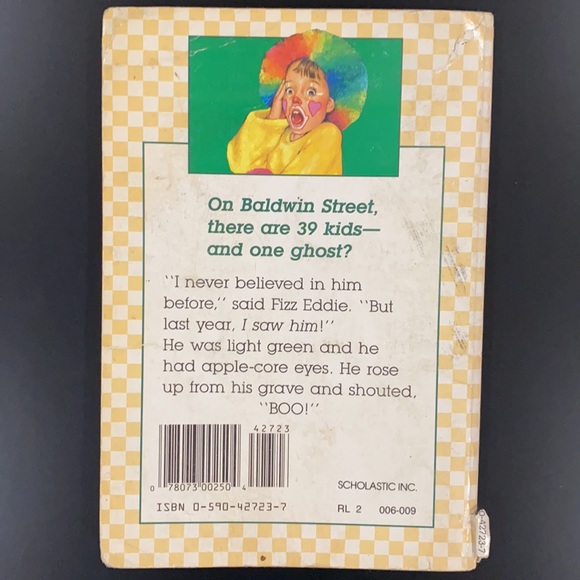 On Baldwin Street,
there are 39 kids—
and one ghost?
"I never believed in him
before," said Fizz Eddie. "But
last year, I saw him!"
He was light green and he
had apple-core eyes. He rose
up from his grave and shouted,
"BOO!"
42723
0 78073 00250 4
SCHOLASTIC INC.
ISBN 0-590-42723-7
RL 2 006-009
0-42723-7